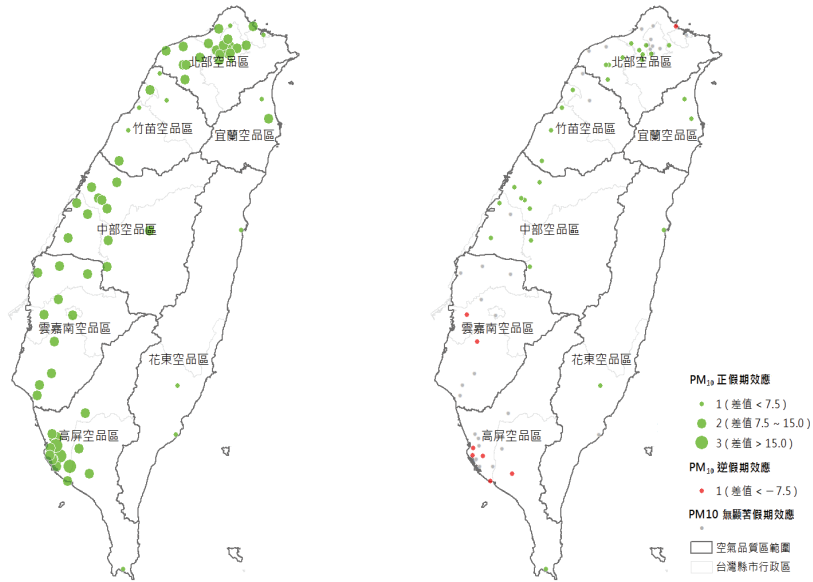 北部空品區
竹苗空品區
宜蘭空品區
中部空品區
雲嘉南空品區
花東空品區
高屏空品區
北部空品區
竹苗空品區
宜蘭空品區
中部空品區
雲嘉南空品區
花東空品區
高屏空品區
PM₁₀ 正假期效應
1 ( 差值 < 7.5 )
2 ( 差值 7.5 ~ 15.0 )
3 ( 差值 > 15.0 )
PM₁₀ 逆假期效應
1 ( 差值 < －7.5 )
PM10 無顯著假期效應
空氣品質區範圍
台灣縣市行政區